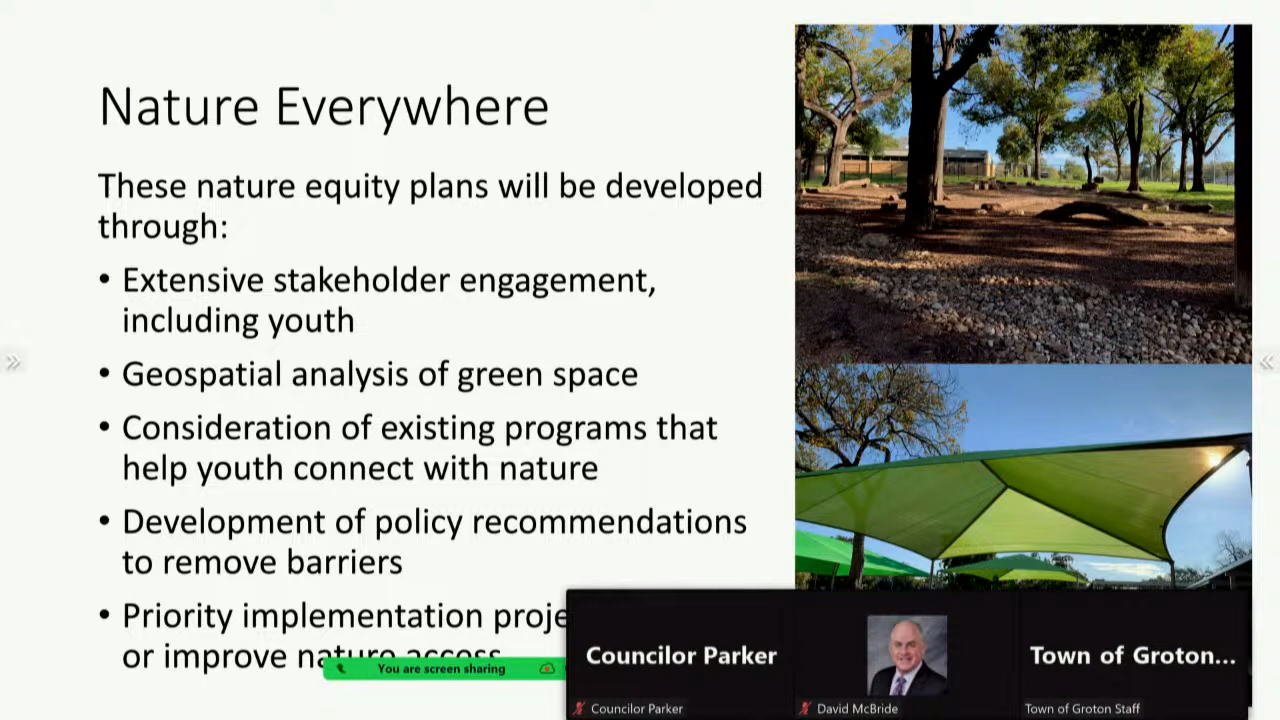 Nature Everywhere
These nature equity plans will be developed
through:
• Extensive stakeholder engagement,
including youth
• Geospatial analysis of green space
• Consideration of existing programs that
help youth connect with nature
• Development of policy recommendations
to remove barriers
• Priority implementation proje
or improve nature access
You are screen sharing
Councilor Parker
Town of Groton...
Councilor Parker
David McBride
Town of Groton Staff